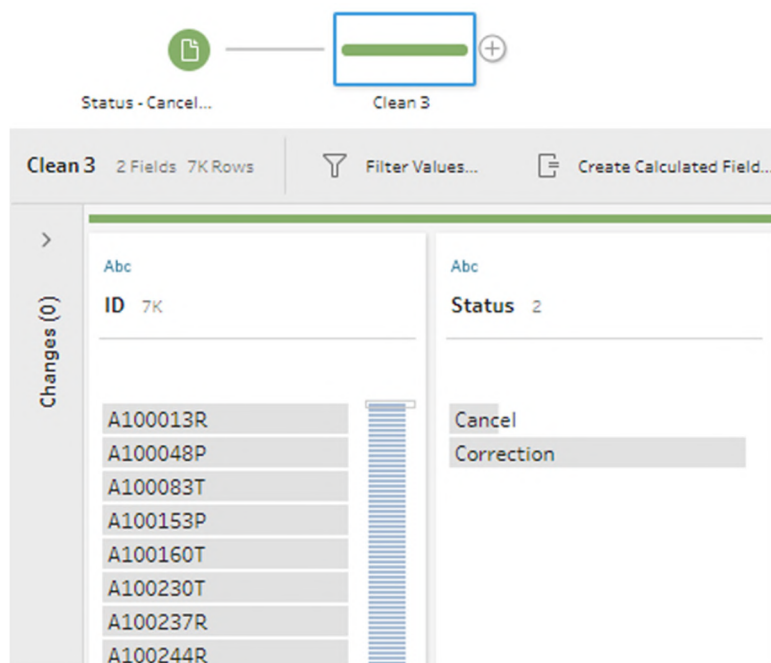 Status - Cancel...
Clean 3
Clean 3 2 Fields 7K Rows Filter Values... Create Calculated Field...
Changes (0)
Abc
ID 7K
A100013R
A100048P
A100083T
A100153P
A100160T
A100230T
A100237R
A100244R
Abc
Status 2
Cancel
Correction